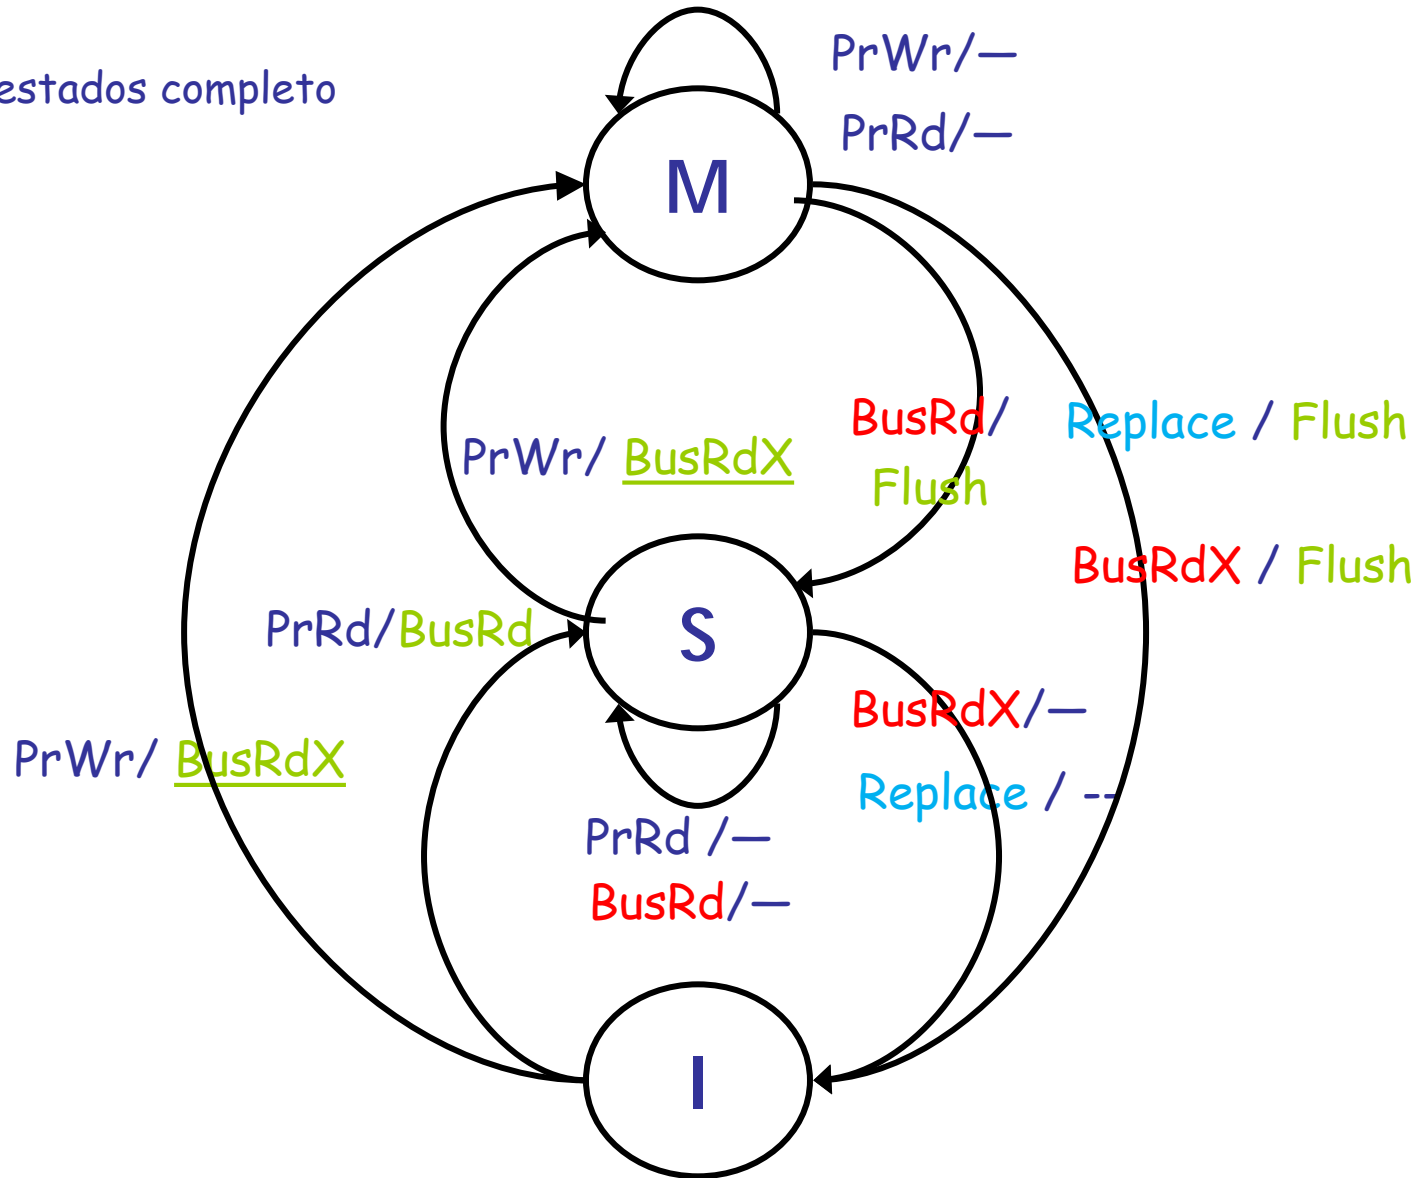 PrWr/—
estados completo
PrRd/—
M
BusRd/
Flush
Replace / Flush
PrWr/ BusRdX
BusRdX / Flush
PrRd/BusRd
S
BusRdX/—
PrWr/ BusRdX
Replace / --
PrRd /—
BusRd/—
I